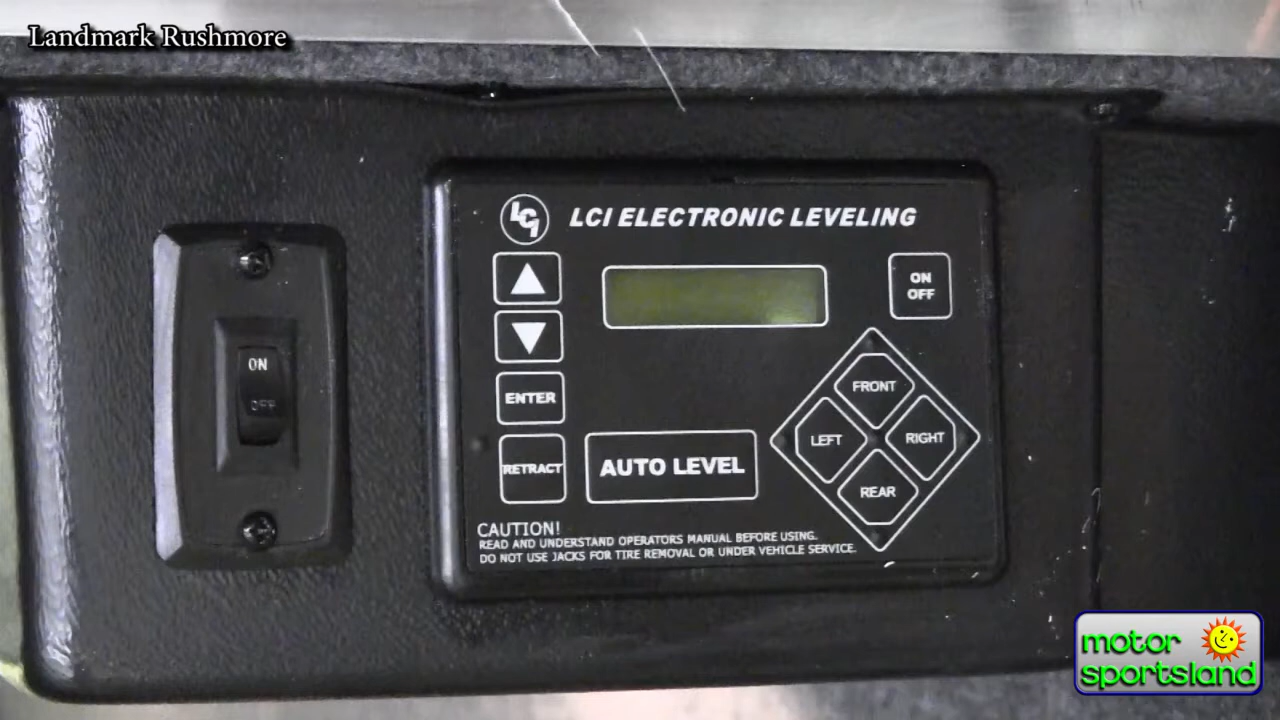 Landmark Rushmore
LCI
LCI ELECTRONIC LEVELING
ON
OFF
ON
OFF
ENTER
RETRACT
AUTO LEVEL
FRONT
LEFT
RIGHT
REAR
CAUTION!
READ AND UNDERSTAND OPERATORS MANUAL BEFORE USING.
DO NOT USE JACKS FOR TIRE REMOVAL OR UNDER VEHICLE SERVICE.
motor
sportsland